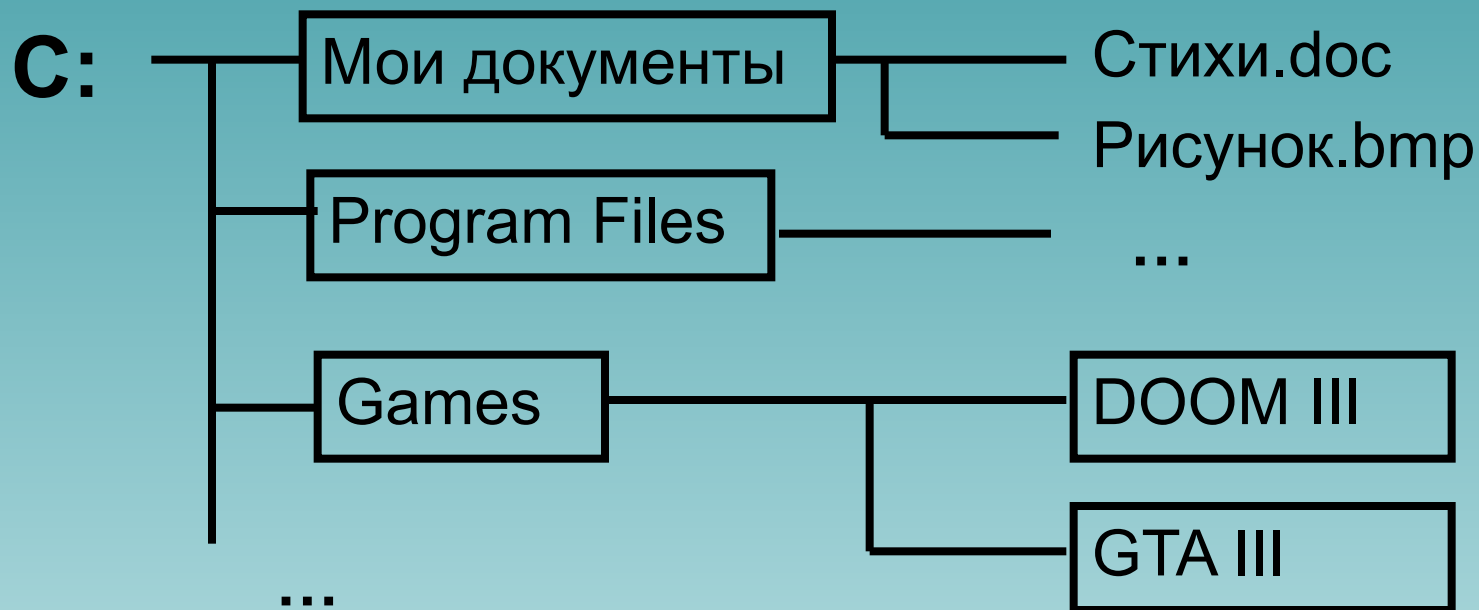 C:
Мои документы
Стихи.doc
Рисунок.bmp
Program Files
...
Games
DOOM III
GTA III
...